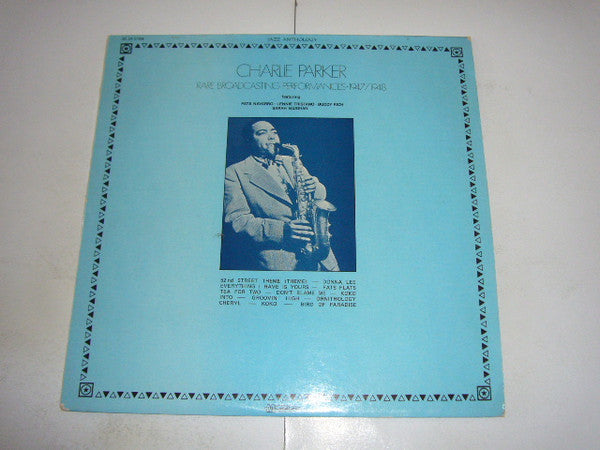 JAZZ ANTHOLOGY
CHARLIE PARKER
RARE BROADCASTING PERFORMANCES-1947/1948
featuring
FATS NAVARRO - LENNIE TRISTANO - BUDDY RICH
SARAH VAUGHAN
52nd STREET THEME (THEME) — DONNA LEE
EVERYTHING I HAVE IS YOURS — FATS FLATS
TEA FOR TWO — DON'T BLAME ME — KOKO
INTO — GROOVIN' HIGH — ORNITHOLOGY
CHERYL — KOKO — BIRD OF PARADISE